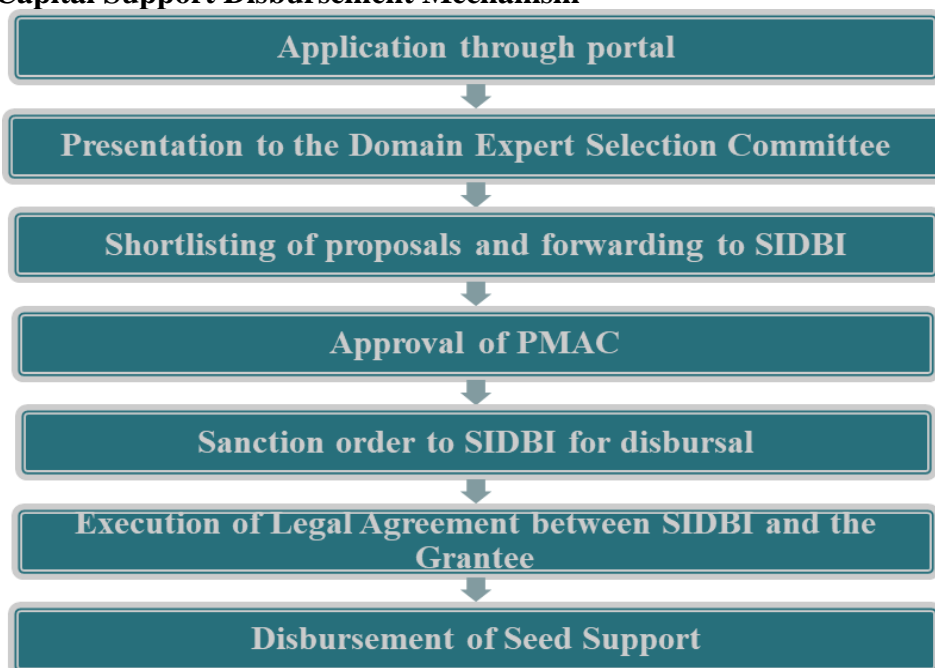 Capital Support Disbursement Mechanism
Application through portal
Presentation to the Domain Expert Selection Committee
Shortlisting of proposals and forwarding to SIDBI
Approval of PMAC
Sanction order to SIDBI for disbursal
Execution of Legal Agreement between SIDBI and the
Grantee
Disbursement of Seed Support